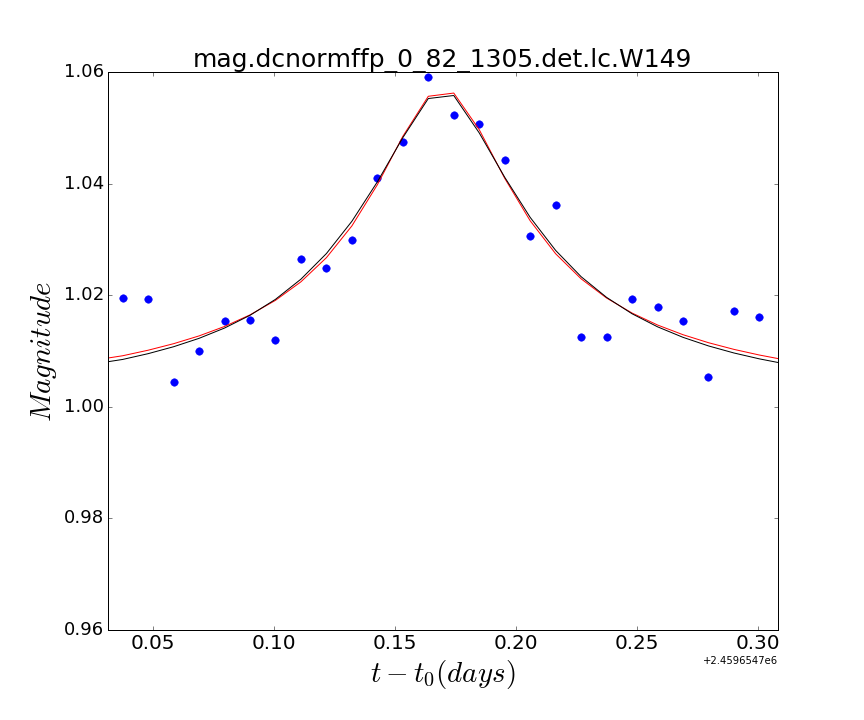 mag.dcnormffp_0_82_1305.det.lc.W149
1.06
1.04
1.02
1.00
0.98
0.96
Magnitude
0.05 0.10 0.15 0.20 0.25 0.30
+2.4596547e6
t − t₀(days)